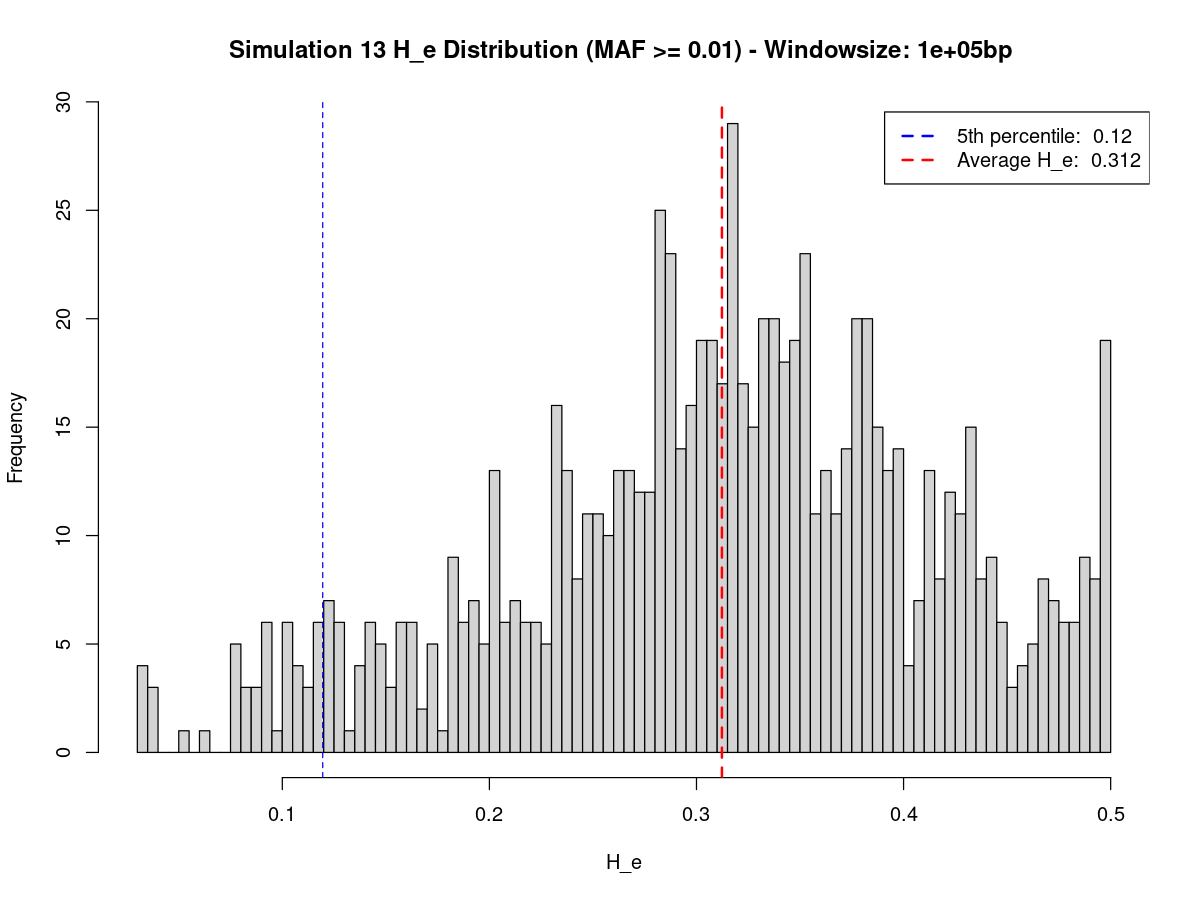 Simulation 13 H_e Distribution (MAF >= 0.01) - Windowsize: 1e+05bp
5th percentile:  0.12
Average H_e:  0.312
Frequency
30
25
20
15
10
5
0
0.1 0.2 0.3 0.4 0.5
H_e